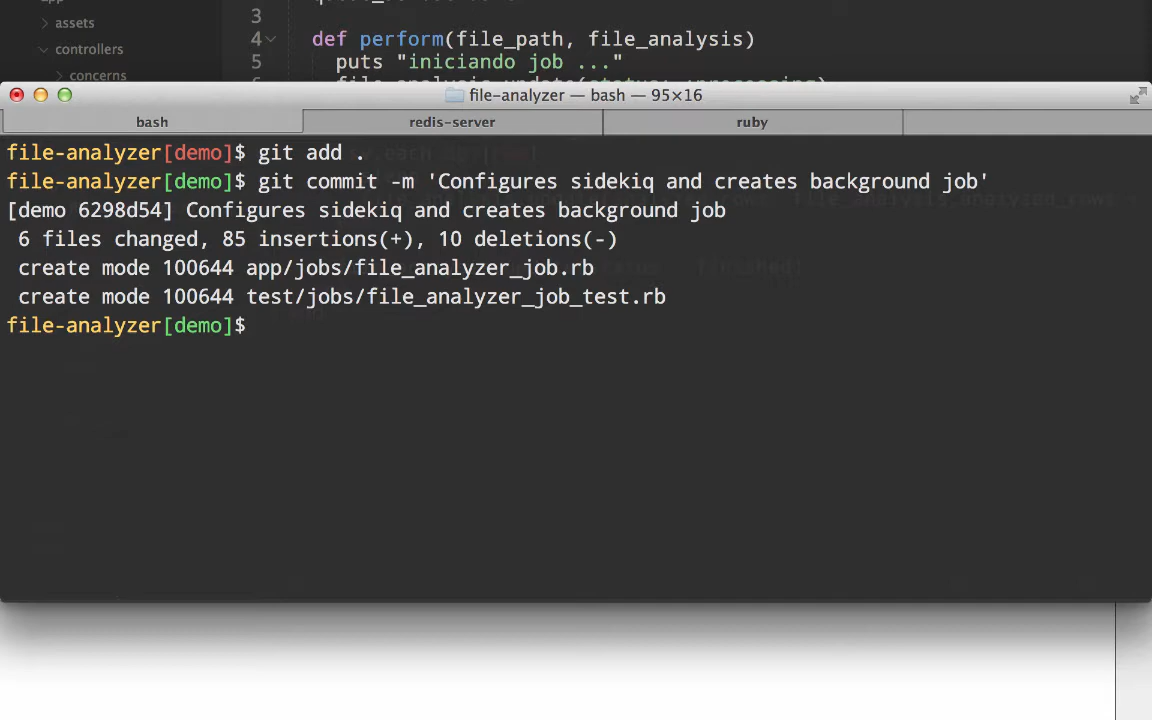 assets
controllers
concerns
3
4 def perform(file_path, file_analysis)
5 puts "iniciando job ..."
file-analyzer — bash — 95×16
bash redis-server ruby
file-analyzer[demo]$ git add .
file-analyzer[demo]$ git commit -m 'Configures sidekiq and creates background job'
[demo 6298d54] Configures sidekiq and creates background job
6 files changed, 85 insertions(+), 10 deletions(-)
create mode 100644 app/jobs/file_analyzer_job.rb
create mode 100644 test/jobs/file_analyzer_job_test.rb
file-analyzer[demo]$